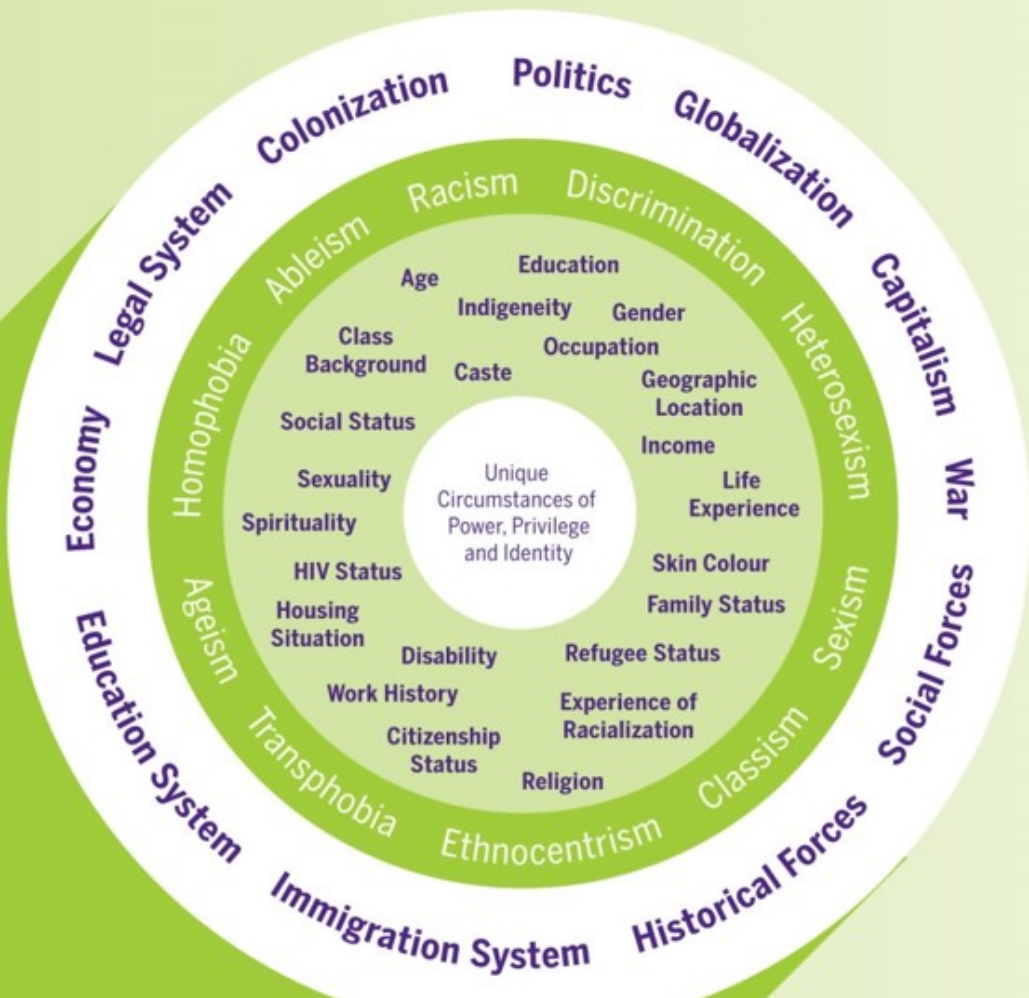 Politics
Globalization
Capitalism
War
Social Forces
Historical Forces
Immigration System
Education System
Economy
Legal System
Colonization
Racism
Discrimination
Heterosexism
Sexism
Classism
Ethnocentrism
Transphobia
Ageism
Homophobia
Ableism
Age
Education
Indigeneity
Gender
Class
Background
Occupation
Caste
Geographic
Location
Social Status
Income
Sexuality
Life
Experience
Spirituality
HIV Status
Skin Colour
Housing
Situation
Family Status
Disability
Refugee Status
Work History
Experience of
Racialization
Citizenship
Status
Religion
Unique
Circumstances of
Power, Privilege
and Identity